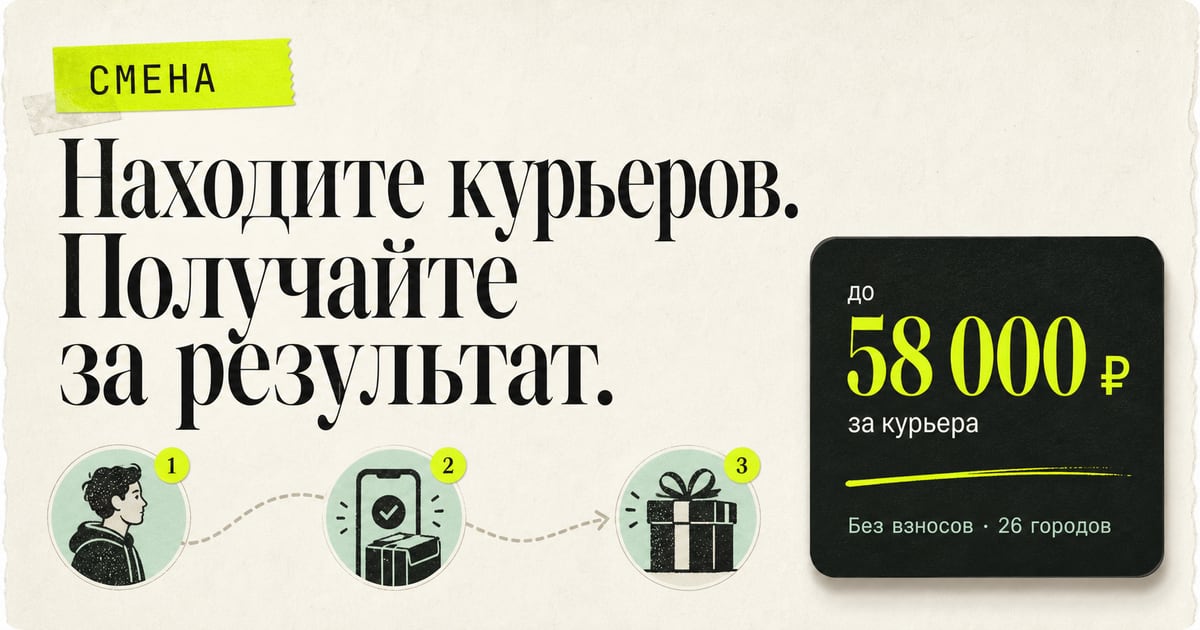 СМЕНА
Находите курьеров.
Получайте
за результат.
1
2
3
до
58 000 ₽
за курьера
Без взносов · 26 городов